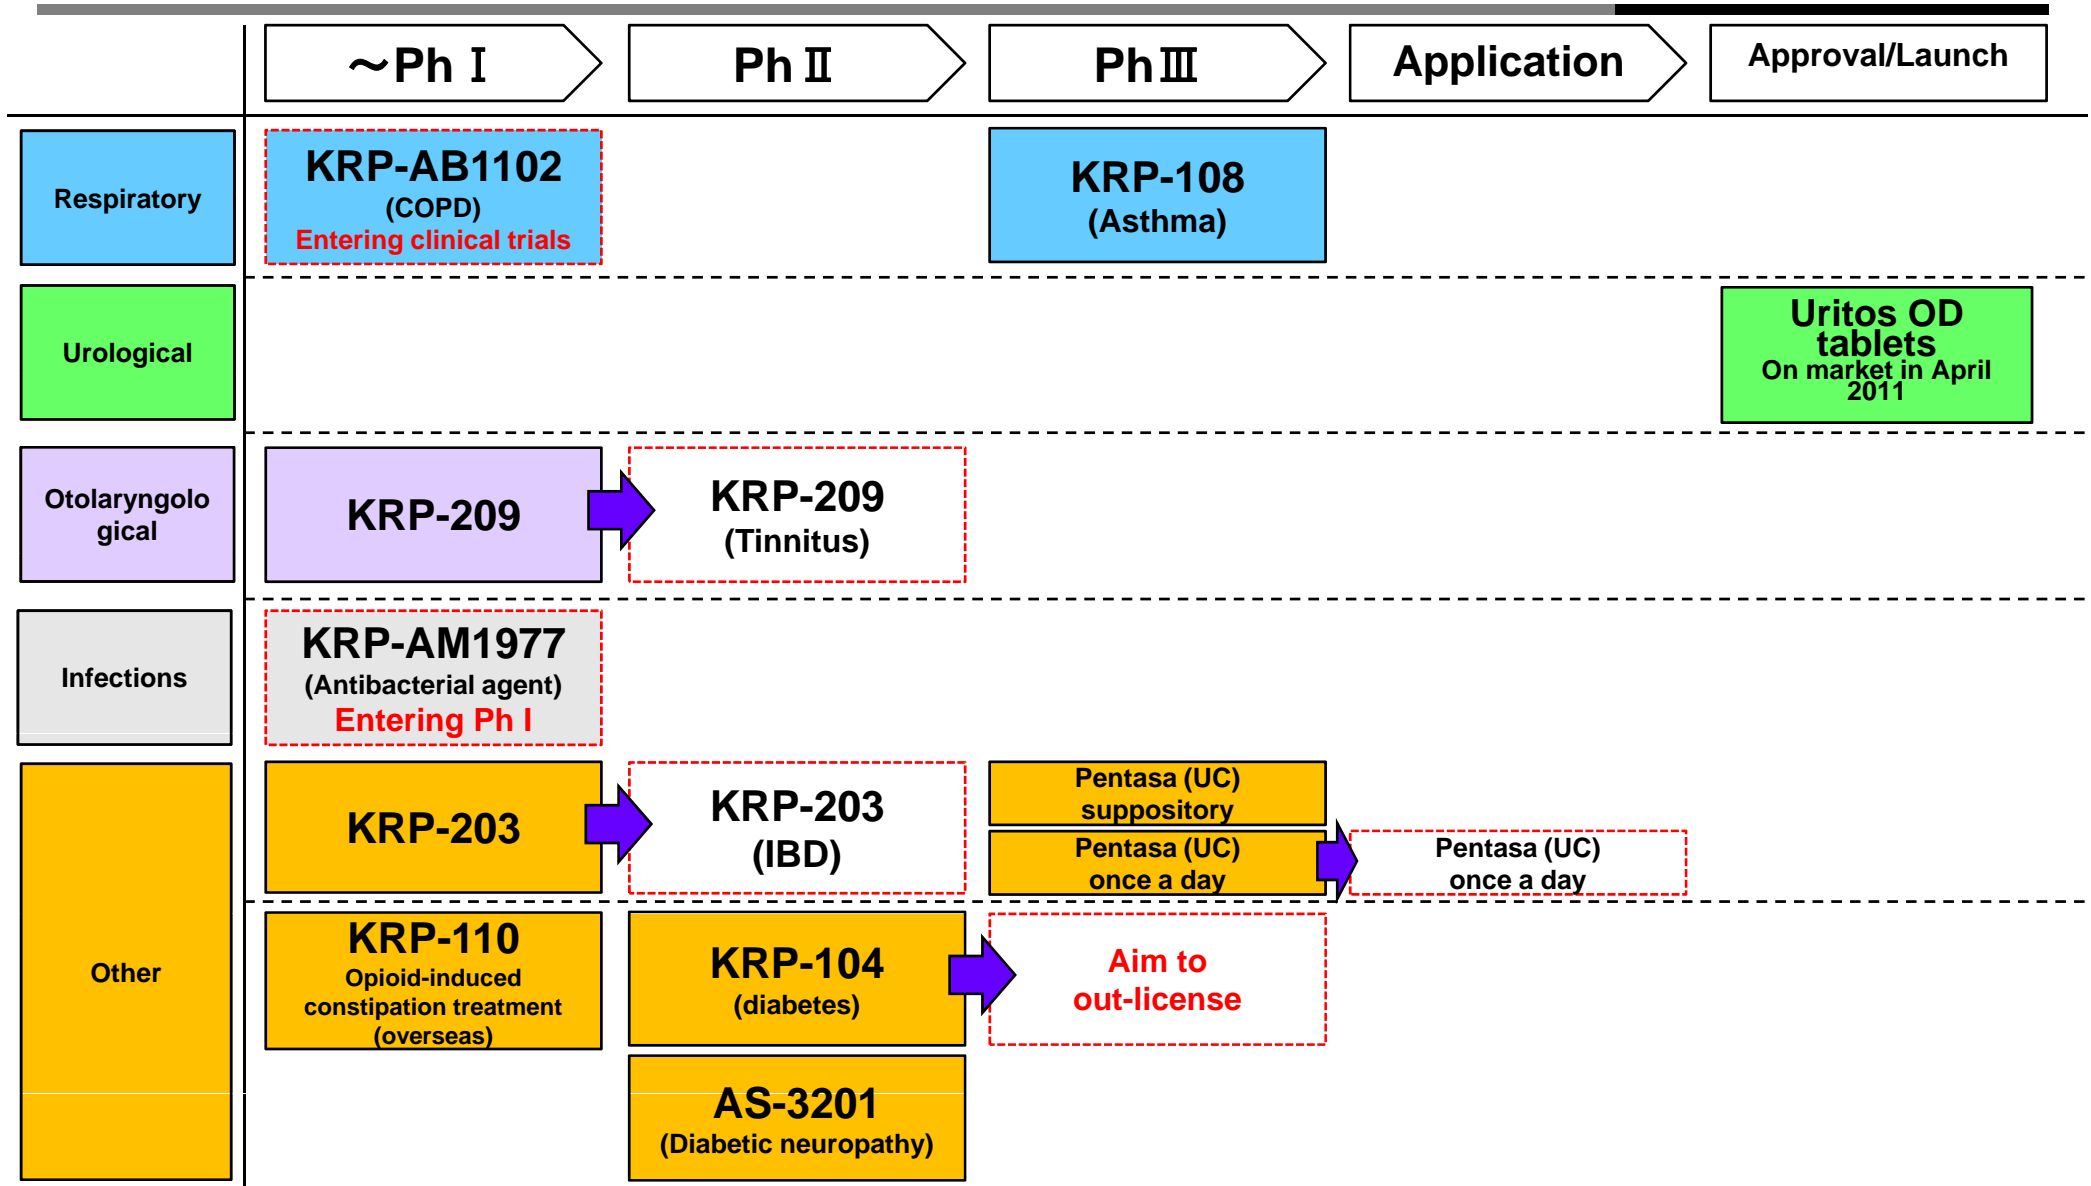 ~Ph Ⅰ
Ph Ⅱ
Ph Ⅲ
Application
Approval/Launch
Respiratory
KRP-AB1102
(COPD)
Entering clinical trials
KRP-108
(Asthma)
Urological
Uritos OD
tablets
On market in April
2011
Otolaryngolo
gical
KRP-209
KRP-209
(Tinnitus)
Infections
KRP-AM1977
(Antibacterial agent)
Entering Ph I
Other
KRP-203
KRP-203
(IBD)
Pentasa (UC)
suppository
Pentasa (UC)
once a day
Pentasa (UC)
once a day
KRP-110
Opioid-induced
constipation treatment
(overseas)
KRP-104
(diabetes)
Aim to
out-license
AS-3201
(Diabetic neuropathy)